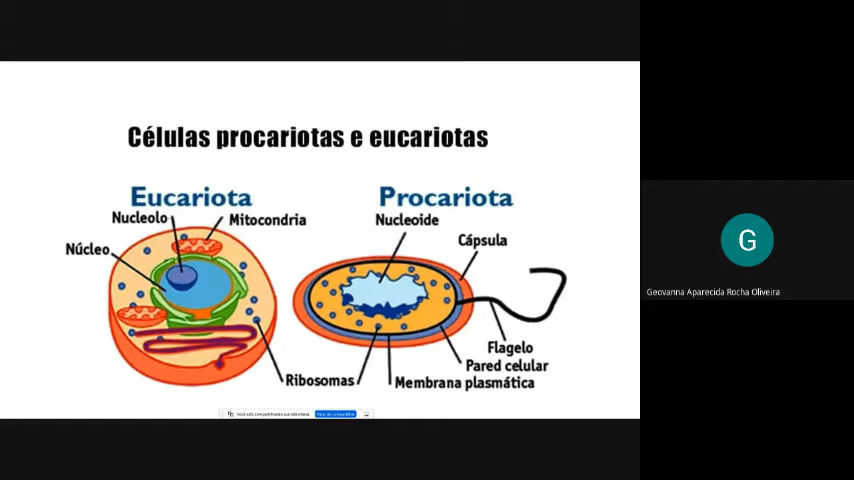 Células procariotas e eucariotas
Eucariota
Procariota
Nucleolo
Mitocondria
Nucleoide
Núcleo
Cápsula
Flagelo
Pared celular
Ribosomas
Membrana plasmática
G
Geovanna Aparecida Rocha Oliveira